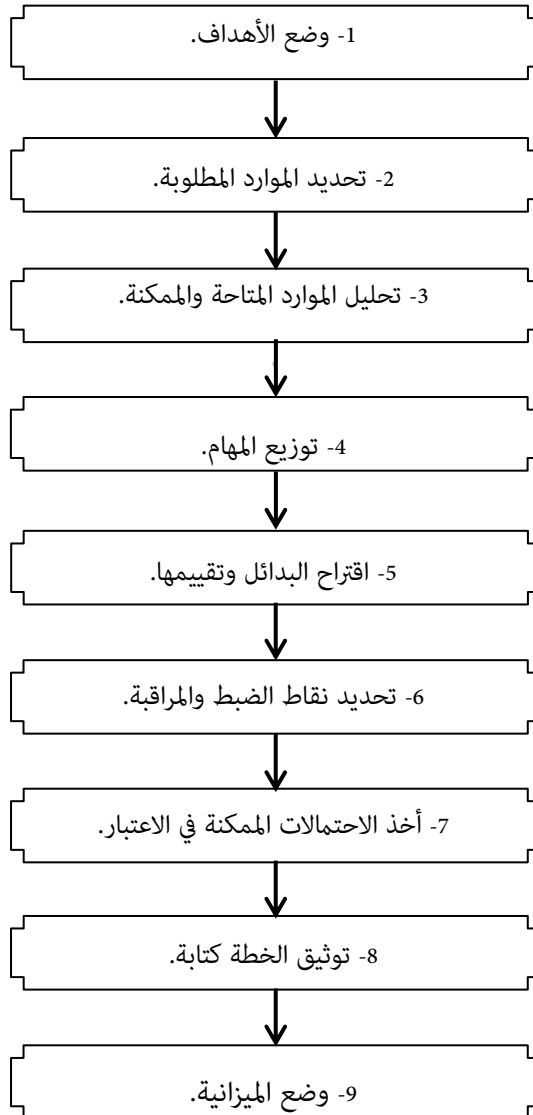 1- وضع الأهداف.
2- تحديد الموارد المطلوبة.
3- تحليل الموارد المتاحة والممكنة.
4- توزيع المهام.
5- اقتراح البدائل وتقييمها.
6- تحديد نقاط الضبط والمراقبة.
7- أخذ الاحتمالات الممكنة في الاعتبار.
8- توثيق الخطة كتابة.
9- وضع الميزانية.